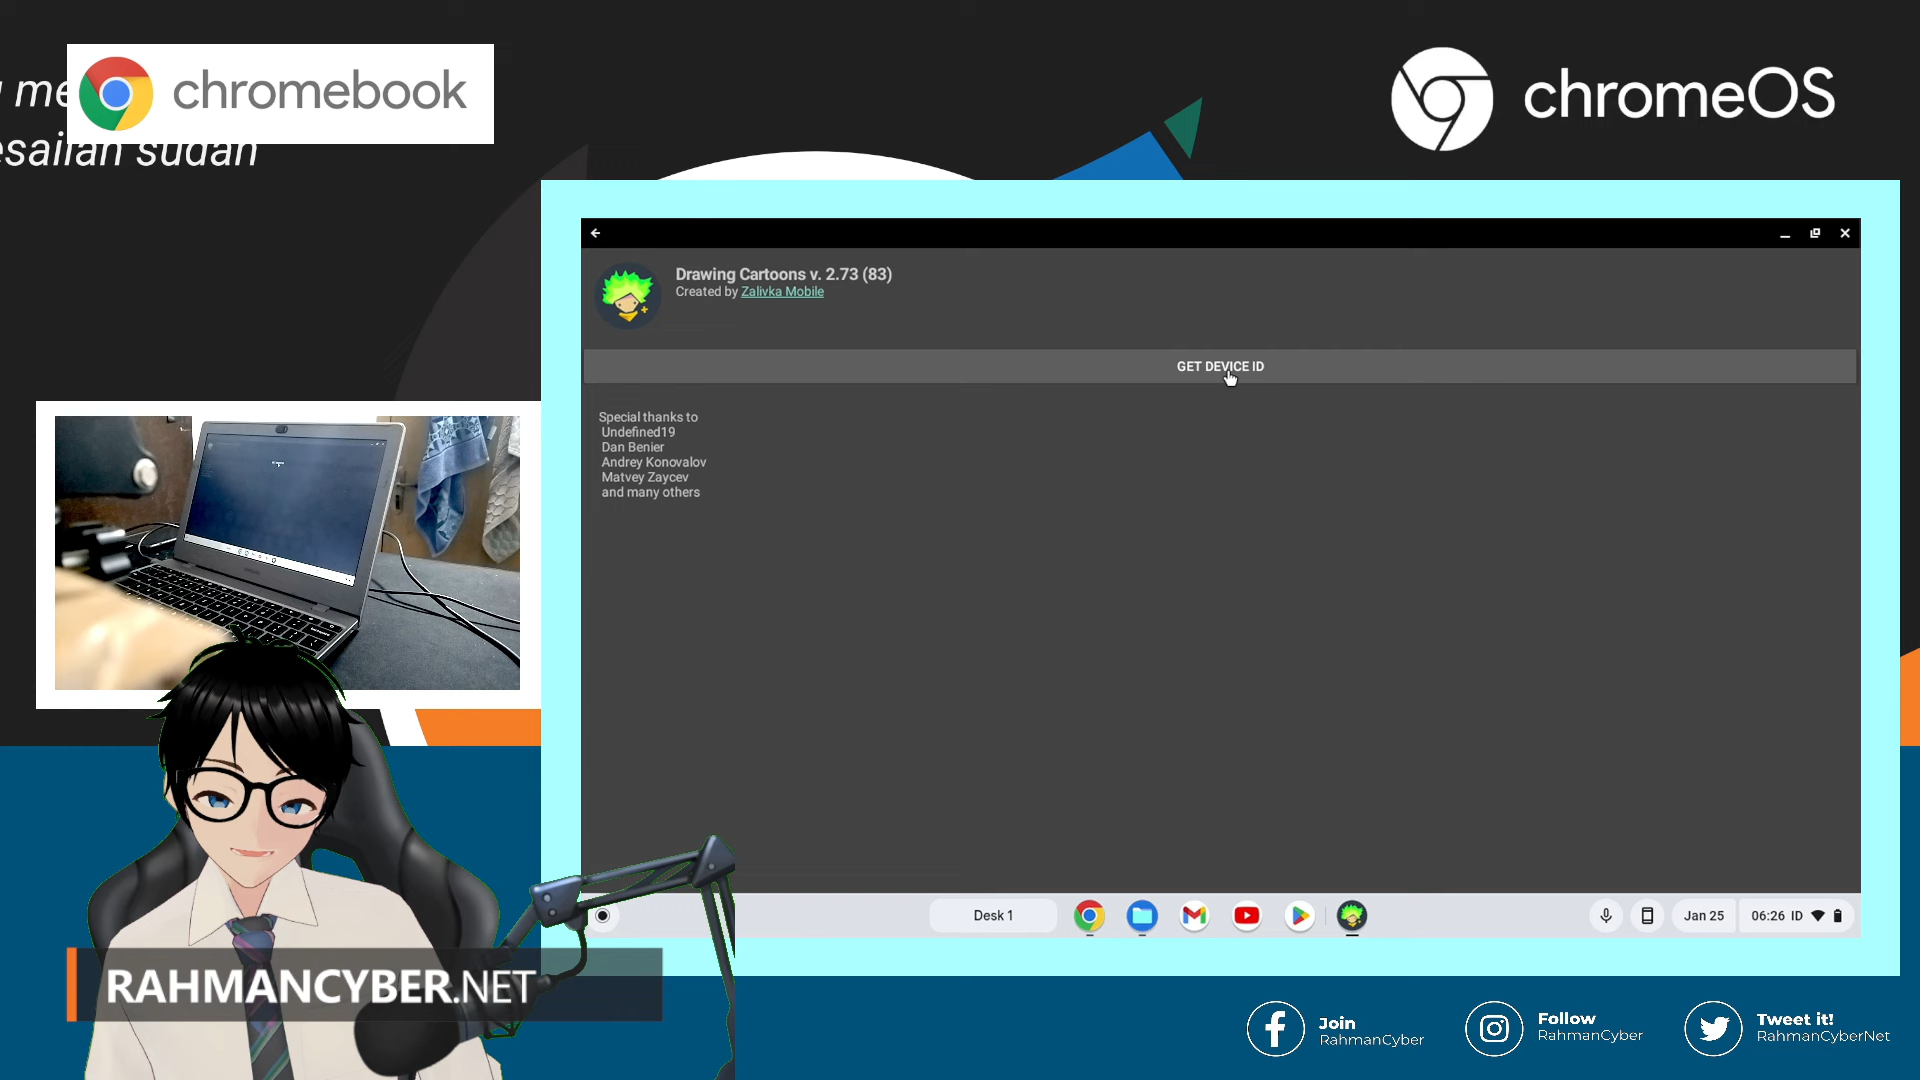 me
chromebook
sudah
chromeOS
Drawing Cartoons v. 2.73 (83)
Created by Zalivka Mobile
GET DEVICE ID
Special thanks to
Undefined19
Dan Benier
Andrey Konovalov
Matvey Zaycev
and many others
Desk 1
Jan 25
06:26 ID
RAHMANCYBER.NET
Join
RahmanCyber
Follow
RahmanCyber
Tweet it!
RahmanCyberNet